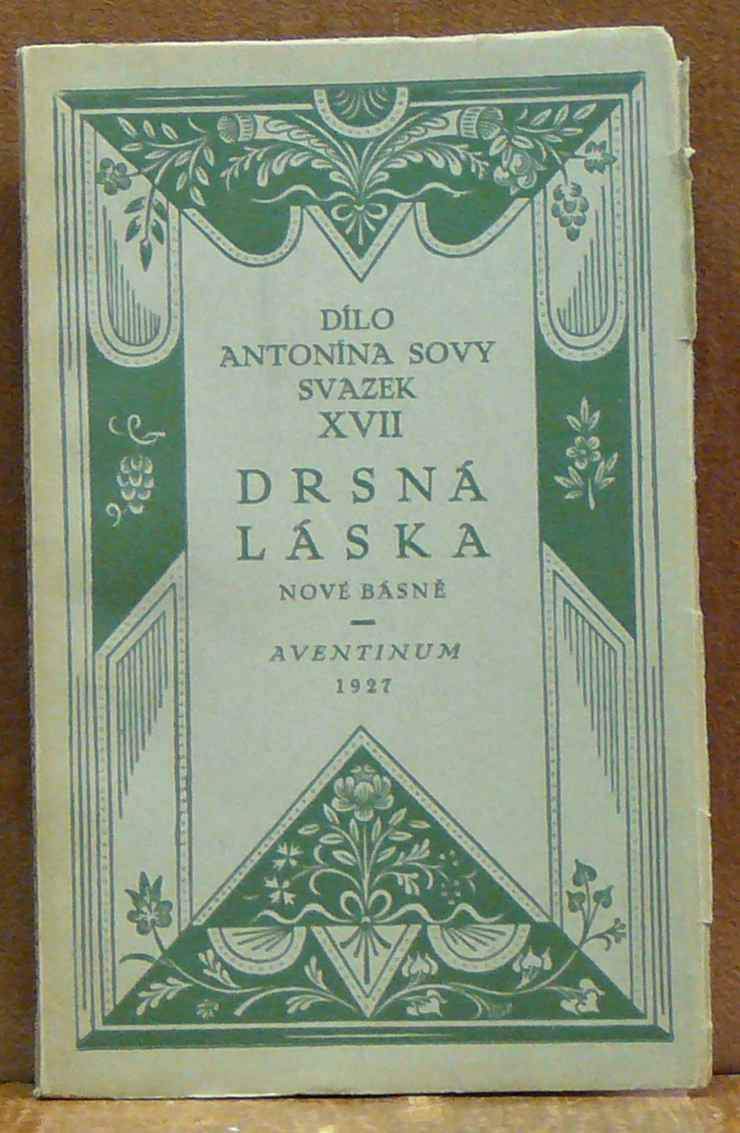 DÍLO
ANTONÍNA SOVY
SVAZEK
XVII
DRSNÁ
LÁSKA
NOVÉ BÁSNĚ
AVENTINUM
1927